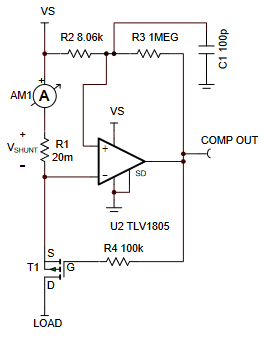 VS
R2 8.06k
R3 1MEG
C1 100p
+
AM1
A
VS
+
V SHUNT
-
R1
20m
+
-
SD
COMP OUT
U2 TLV1805
R4 100k
S
T1
G
D
LOAD